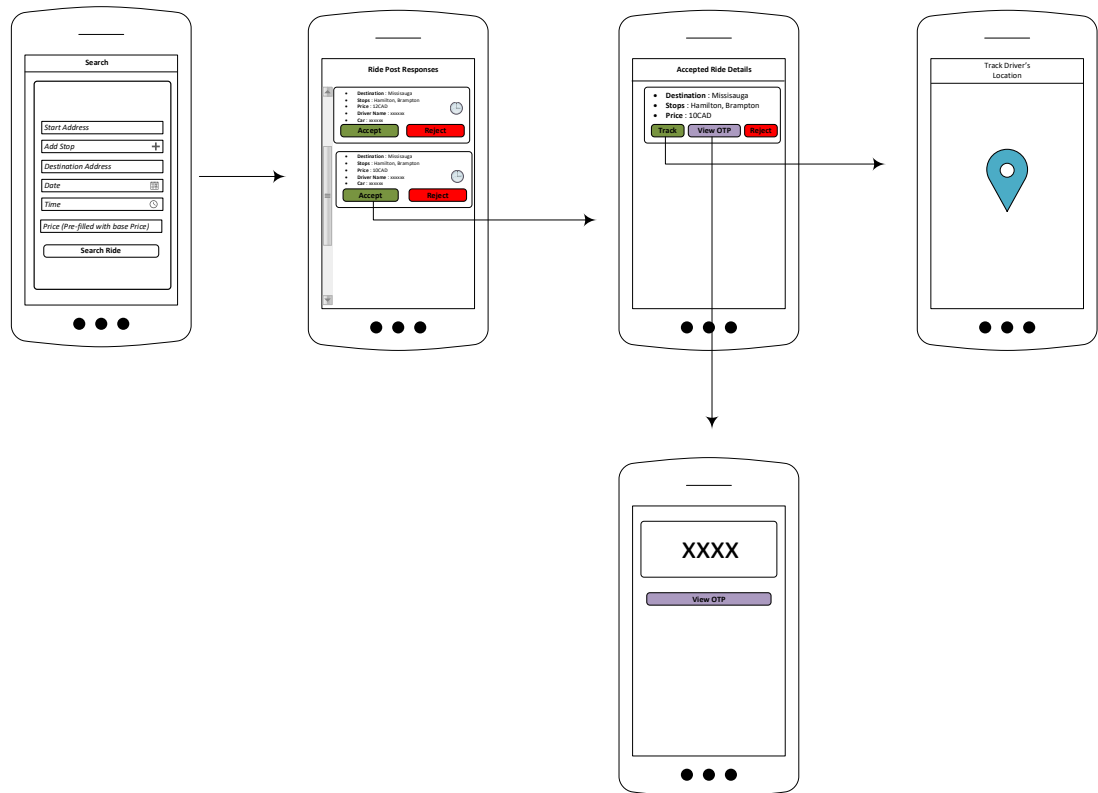 Search
Start Address
Add Stop
Destination Address
Date
Time
Price (Pre-filled with base Price)
Search Ride
Ride Post Responses
• Destination : Missisauga
• Stops : Hamilton, Brampton
• Price : 12CAD
• Driver Name : xxxxxx
• Car : xxxxxx
Accept Reject
• Destination : Missisauga
• Stops : Hamilton, Brampton
• Price : 10CAD
• Driver Name : xxxxxx
• Car : xxxxxx
Accept Reject
Accepted Ride Details
• Destination : Missisauga
• Stops : Hamilton, Brampton
• Price : 10CAD
Track View OTP Reject
Track Driver's
Location
XXXX
View OTP